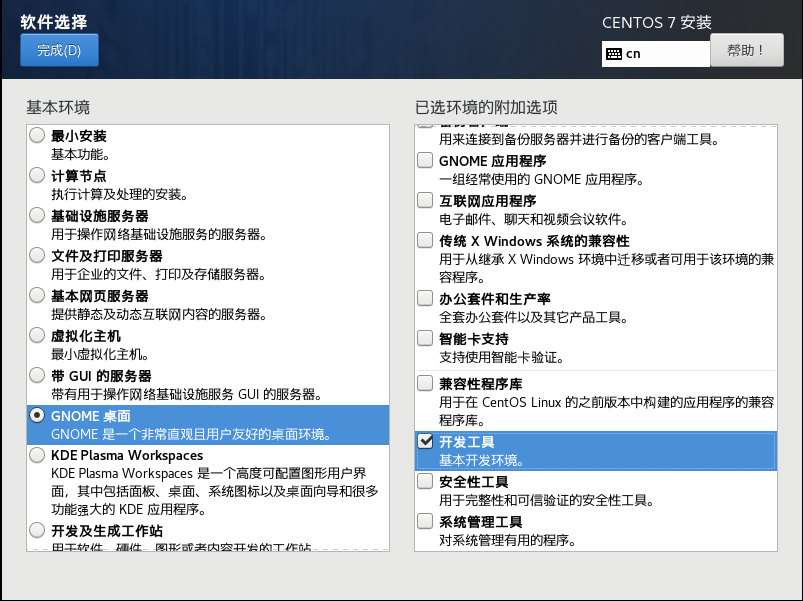 软件选择
CENTOS 7 安装
完成(D)
cn
帮助！
基本环境
最小安装
基本功能。
计算节点
执行计算及处理的安装。
基础设施服务器
用于操作网络基础设施服务的服务器。
文件及打印服务器
用于企业的文件、打印及存储服务器。
基本网页服务器
提供静态及动态互联网内容的服务器。
虚拟化主机
最小虚拟化主机。
带 GUI 的服务器
带有用于操作网络基础设施服务 GUI 的服务器。
GNOME 桌面
GNOME 是一个非常直观且用户友好的桌面环境。
KDE Plasma Workspaces
KDE Plasma Workspaces 是一个高度可配置图形用户界
面，其中包括面板、桌面、系统图标以及桌面向导和很多
功能强大的 KDE 应用程序。
开发及生成工作站
用于软件、硬件、图形或者内容开发的工作站
已选环境的附加选项
备份客户端
用来连接到备份服务器并进行备份的客户端工具。
GNOME 应用程序
一组经常使用的 GNOME 应用程序。
互联网应用程序
电子邮件、聊天和视频会议软件。
传统 X Windows 系统的兼容性
用于从继承 X Windows 环境中迁移或者可用于该环境的兼
容程序。
办公套件和生产率
全套办公套件以及其它产品工具。
智能卡支持
支持使用智能卡验证。
兼容性程序库
用于在 CentOS Linux 的之前版本中构建的应用程序的兼容
程序库。
开发工具
基本开发环境。
安全性工具
用于完整性和可信验证的安全性工具。
系统管理工具
对系统管理有用的程序。